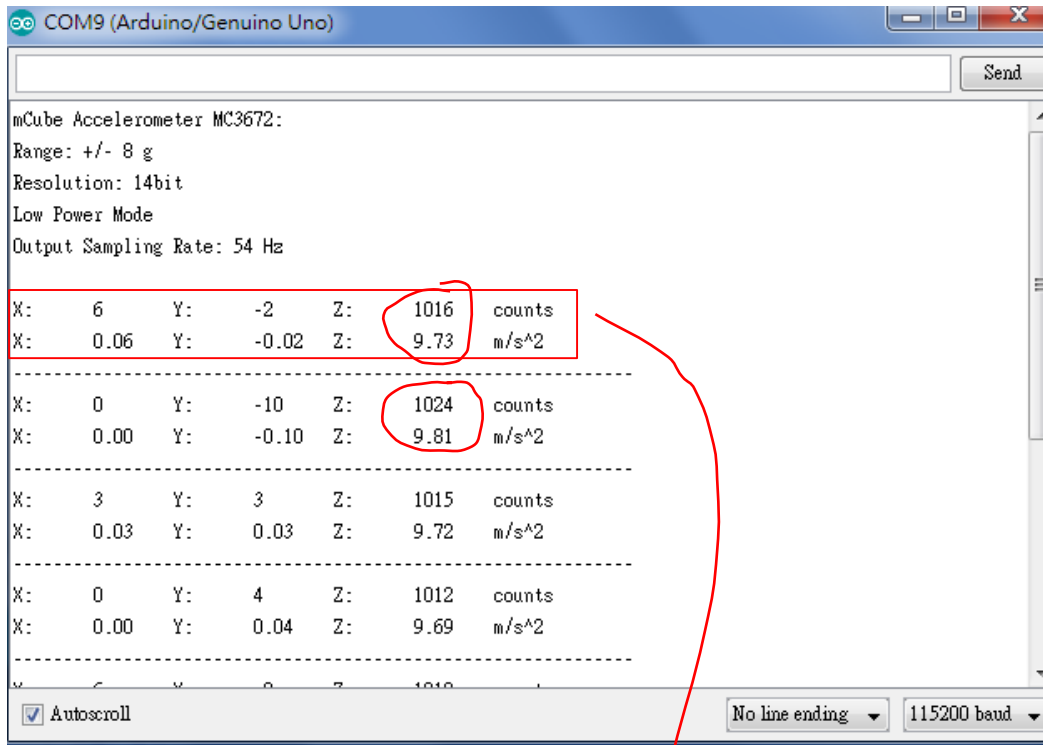 COM9 (Arduino/Genuino Uno)
Send
mCube Accelerometer MC3672:
Range: +/- 8 g
Resolution: 14bit
Low Power Mode
Output Sampling Rate: 54 Hz
X: 6 Y: -2 Z: 1016 counts
X: 0.06 Y: -0.02 Z: 9.73 m/s^2
---------------------------------------------------------------
X: 0 Y: -10 Z: 1024 counts
X: 0.00 Y: -0.10 Z: 9.81 m/s^2
---------------------------------------------------------------
X: 3 Y: 3 Z: 1015 counts
X: 0.03 Y: 0.03 Z: 9.72 m/s^2
---------------------------------------------------------------
X: 0 Y: 4 Z: 1012 counts
X: 0.00 Y: 0.04 Z: 9.69 m/s^2
---------------------------------------------------------------
Autoscroll
No line ending
115200 baud